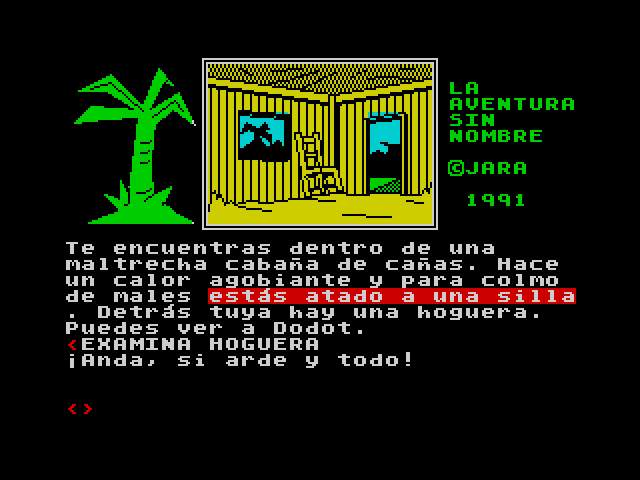 LA
AVENTURA
SIN
NOMBRE
©JARA
1991
Te encuentras dentro de una
maltrecha cabaña de cañas. Hace
un calor agobiante y para colmo
de males estás atado a una silla
. Detrás tuya hay una hoguera.
Puedes ver a Dodot.
<EXAMINA HOGUERA
¡Anda, si arde y todo!
<>